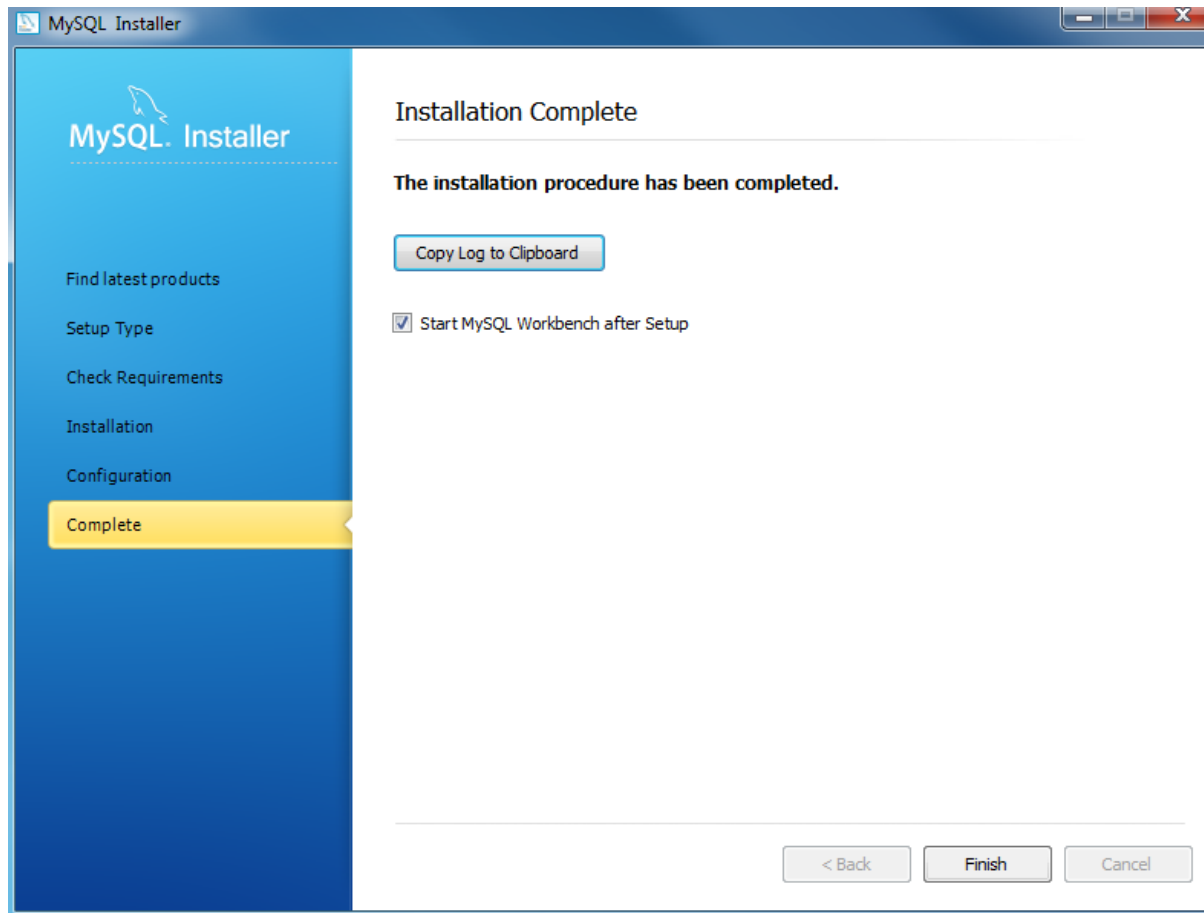 MySQL Installer
MySQL. Installer
Find latest products
Setup Type
Check Requirements
Installation
Configuration
Complete
Installation Complete
The installation procedure has been completed.
Copy Log to Clipboard
Start MySQL Workbench after Setup
< Back
Finish
Cancel